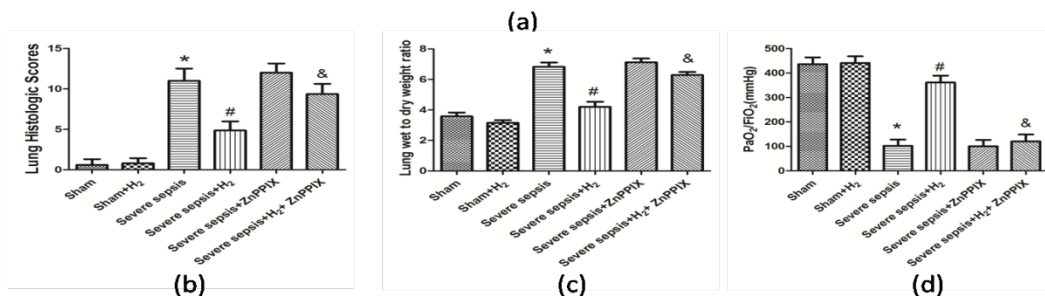 (a)
Lung Histologic Scores
15
10
5
0
*
#
&
Sham
Sham+H₂
Severe sepsis
Severe sepsis+H₂
Severe sepsis+ZnPPIX
Severe sepsis+H₂+ ZnPPIX
(b)
Lung wet to dry weight ratio
8
6
4
2
0
*
#
&
Sham
Sham+H₂
Severe sepsis
Severe sepsis+H₂
Severe sepsis+ZnPPIX
Severe sepsis+H₂+ ZnPPIX
(c)
PaO₂/FiO₂(mmHg)
500
400
300
200
100
0
*
#
&
Sham
Sham+H₂
Severe sepsis
Severe sepsis+H₂
Severe sepsis+ZnPPIX
Severe sepsis+H₂+ ZnPPIX
(d)